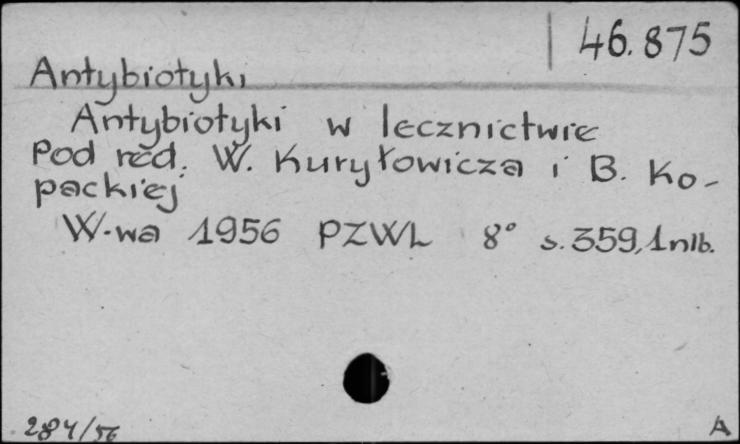 46.875
Antybiotyki
Antybiotyki w lecznictwie
Pod red. W. Kuryłowicza i B. Ko-
packiej
W-wa 1956 PZWL 8° s. 359, 1 nlb.
284/56
A